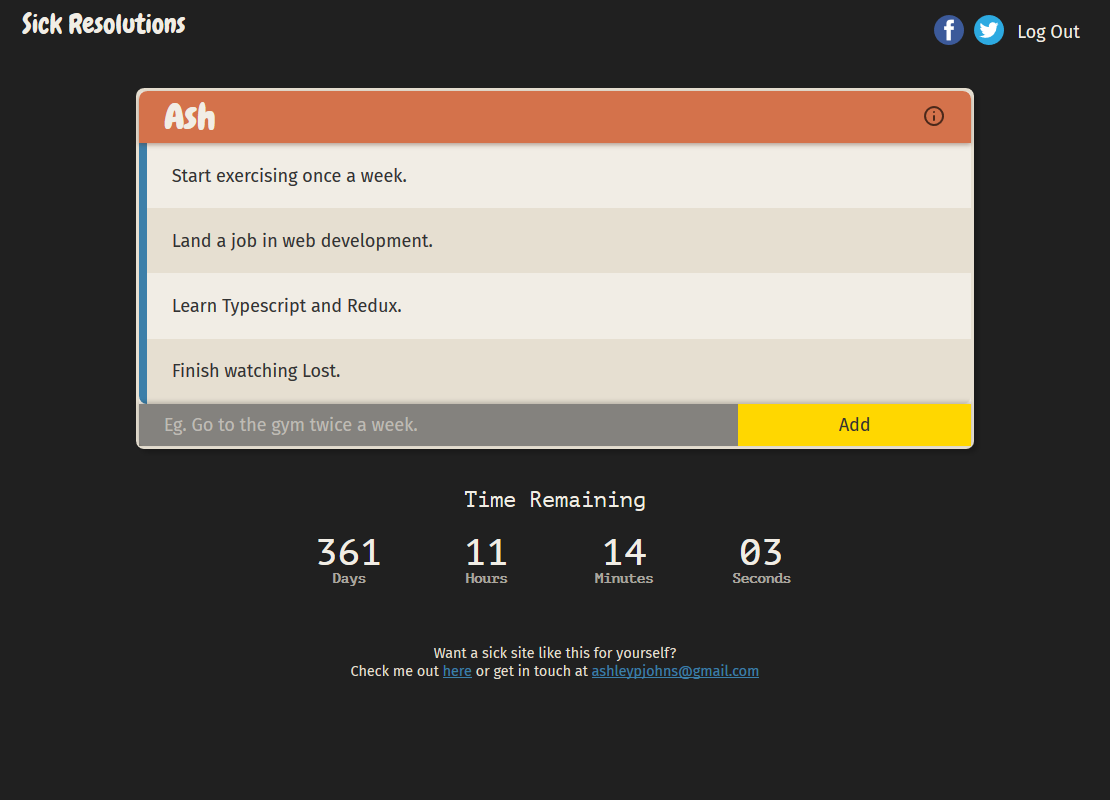 Sick Resolutions
Log Out
Ash
Start exercising once a week.
Land a job in web development.
Learn Typescript and Redux.
Finish watching Lost.
Eg. Go to the gym twice a week.
Add
Time Remaining
361 11 14 03
Days Hours Minutes Seconds
Want a sick site like this for yourself?
Check me out here or get in touch at ashleypjohns@gmail.com